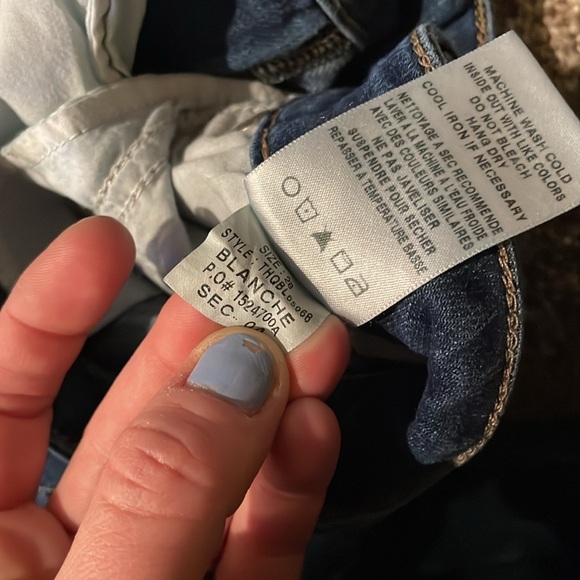 MACHINE WASH COLD
INSIDE OUT WITH LIKE COLORS
DO NOT BLEACH
HANG DRY
COOL IRON IF NECESSARY
NETTOYAGE A SEC RECOMMENDE
LAVER A LA MACHINE A L'EAU FROIDE
AVEC DES COULEURS SIMILAIRES
NE PAS JAVELISER
SUSPENDRE POUR SECHER
REPASSER A TEMPERATURE BASSE
SIZE:
STYLE:
BLANCHE
P.O# 1524700A
SEC: